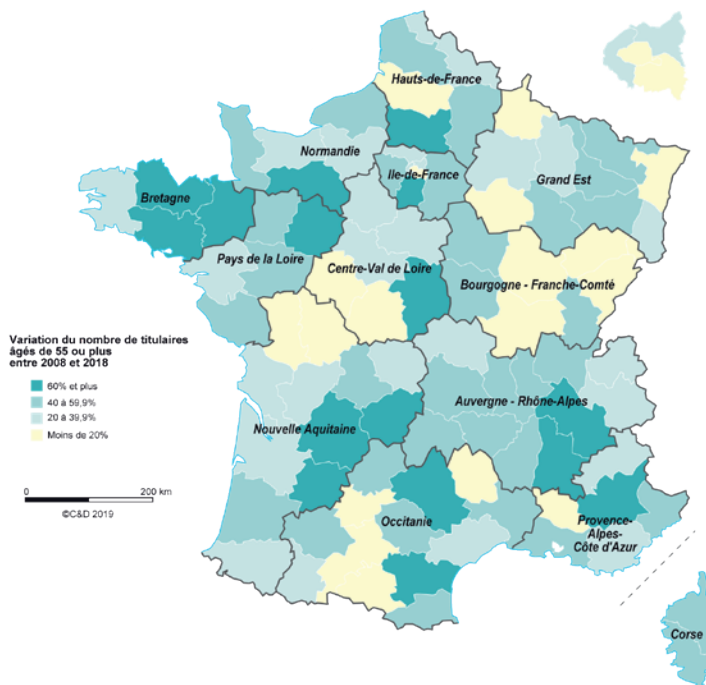 Hauts-de-France
Normandie
Ile-de-France
Grand Est
Bretagne
Pays de la Loire
Centre-Val de Loire
Bourgogne - Franche-Comté
Variation du nombre de titulaires
âgés de 55 ou plus
entre 2008 et 2018
60% et plus
40 à 59,9%
20 à 39,9%
Moins de 20%
Auvergne - Rhône-Alpes
Nouvelle Aquitaine
0 200 km
©C&D 2019
Occitanie
Provence-
Alpes-
Côte d'Azur
Corse